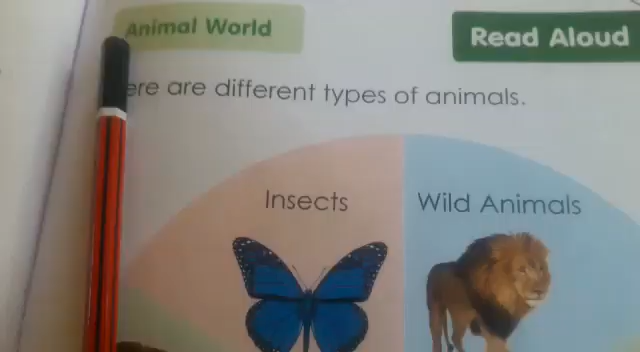 Animal World
Read Aloud
ere are different types of animals.
Insects
Wild Animals